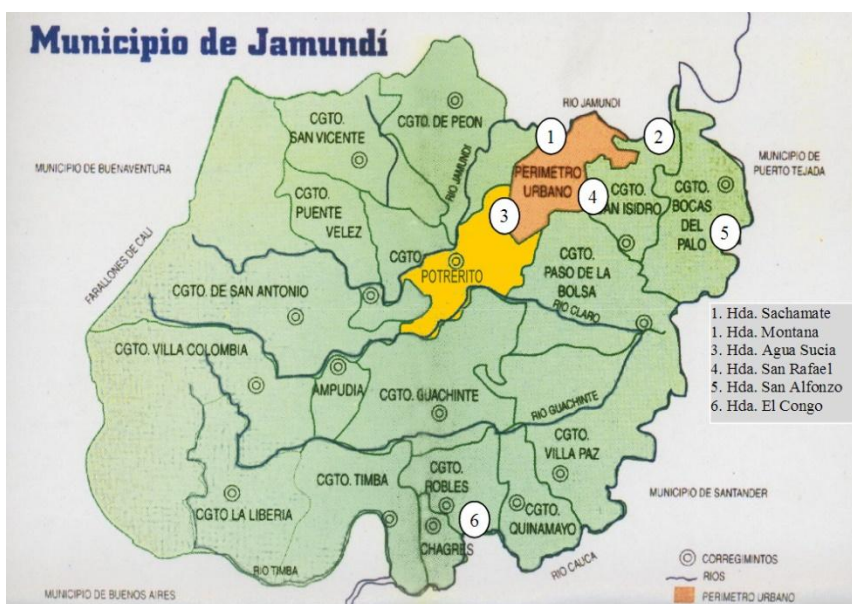 Municipio de Jamundí
RIO JAMUNDI
CGTO. DE PEON
CGTO.
SAN VICENTE
MUNICIPIO DE BUENAVENTURA
1
2
MUNICIPIO DE
PUERTO TEJADA
RIO JAMUNDI
PERIMETRO
URBANO
CGTO.
PUENTE
VELEZ
3
4
CGTO.
SAN ISIDRO
CGTO.
BOCAS
DEL
PALO
5
FARALLONES DE CALI
CGTO.
POTRERITO
CGTO.
PASO DE LA
BOLSA
CGTO. DE SAN ANTONIO
RIO CLARO
1. Hda. Sachamate
1. Hda. Montana
3. Hda. Agua Sucia
4. Hda. San Rafael
5. Hda. San Alfonzo
6. Hda. El Congo
CGTO. VILLA COLOMBIA
AMPUDIA
CGTO. GUACHINTE
RIO GUACHINTE
CGTO.
VILLA PAZ
CGTO. TIMBA
CGTO.
ROBLES
MUNICIPIO DE SANTANDER
CGTO LA LIBERIA
6
CGTO.
QUINAMAYO
CHAGRES
RIO TIMBA
RIO CAUCA
MUNICIPIO DE BUENOS AIRES
CORREGIMINTOS
RIOS
PERIMETRO URBANO